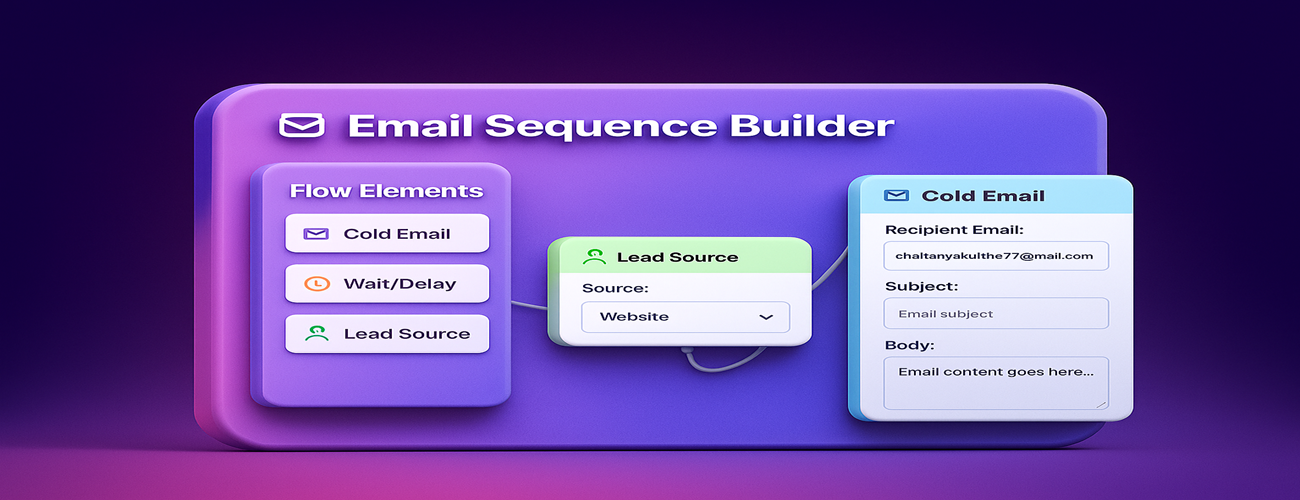 Email Sequence Builder
Flow Elements
Cold Email
Wait/Delay
Lead Source
Lead Source
Source:
Website
Cold Email
Recipient Email:
chaltanyakulthe77@mail.com
Subject:
Email subject
Body:
Email content goes here...